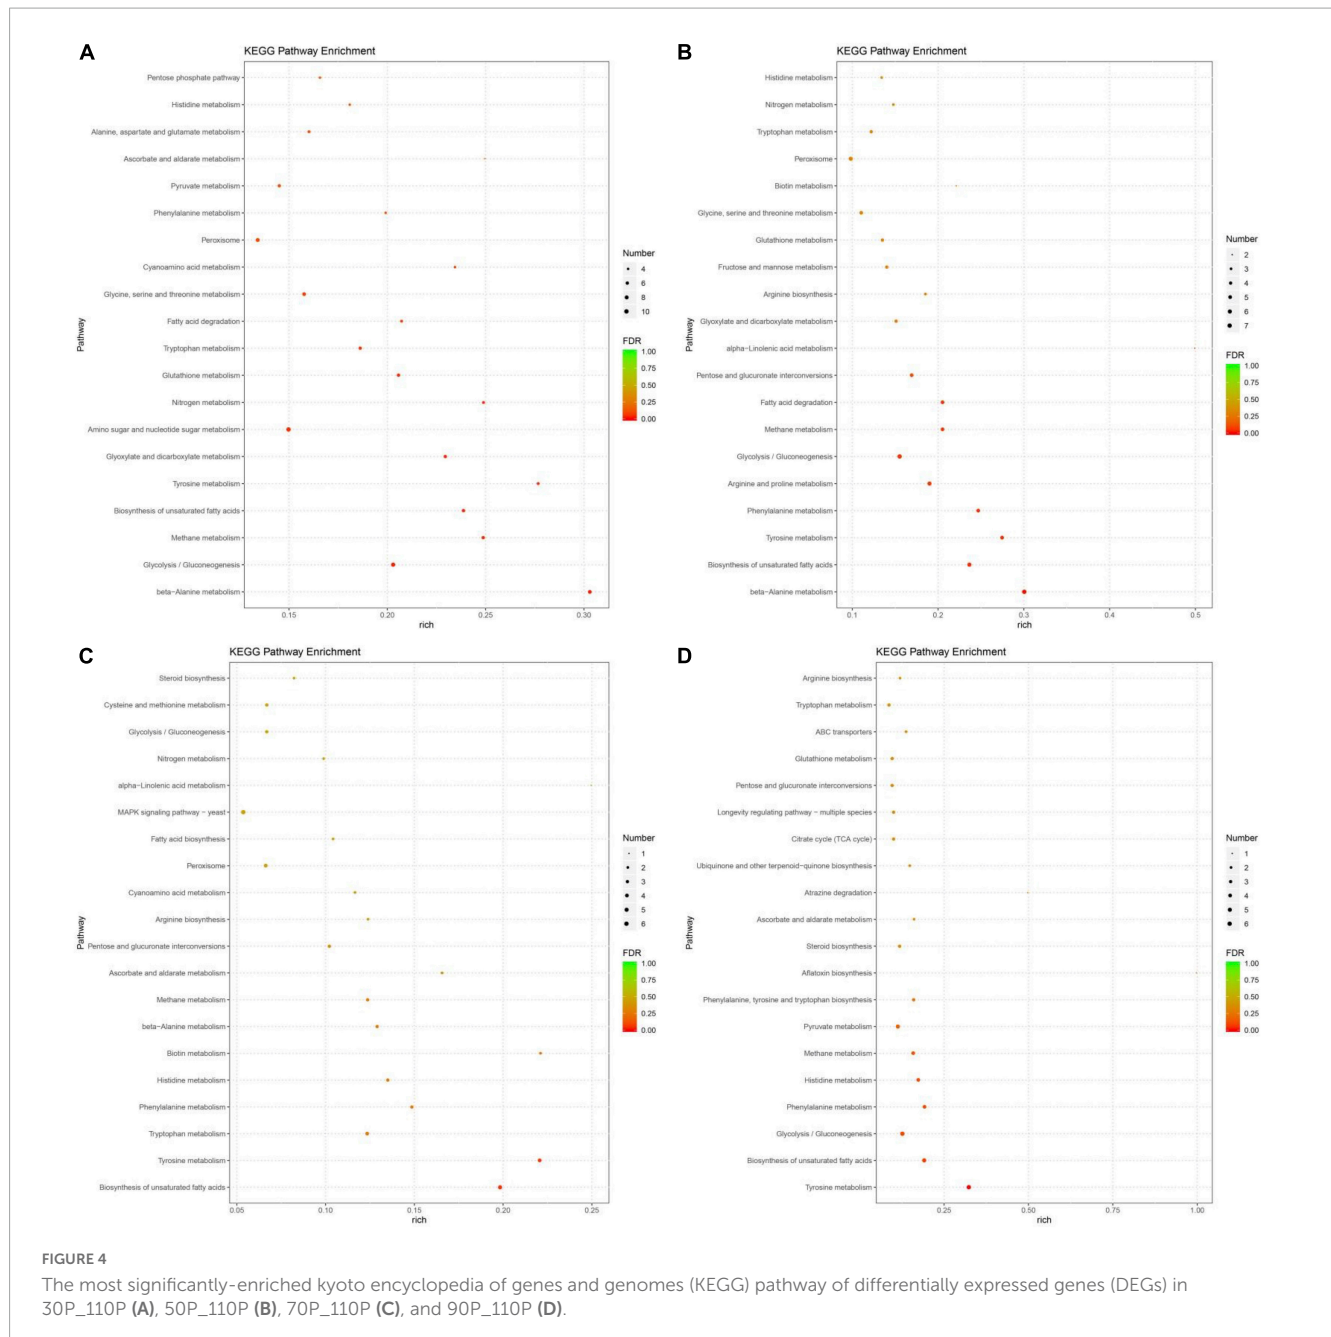 A
KEGG Pathway Enrichment
Pentose phosphate pathway
Histidine metabolism
Alanine, aspartate and glutamate metabolism
Ascorbate and aldarate metabolism
Pyruvate metabolism
Phenylalanine metabolism
Peroxisome
Cyanoamino acid metabolism
Glycine, serine and threonine metabolism
Fatty acid degradation
Tryptophan metabolism
Glutathione metabolism
Nitrogen metabolism
Amino sugar and nucleotide sugar metabolism
Glyoxylate and dicarboxylate metabolism
Tyrosine metabolism
Biosynthesis of unsaturated fatty acids
Methane metabolism
Glycolysis / Gluconeogenesis
beta−Alanine metabolism
Pathway
0.15 0.20 0.25 0.30
rich
Number
4
6
8
10
FDR
1.00
0.75
0.50
0.25
0.00
B
KEGG Pathway Enrichment
Histidine metabolism
Nitrogen metabolism
Tryptophan metabolism
Peroxisome
Biotin metabolism
Glycine, serine and threonine metabolism
Glutathione metabolism
Fructose and mannose metabolism
Arginine biosynthesis
Glyoxylate and dicarboxylate metabolism
alpha−Linolenic acid metabolism
Pentose and glucuronate interconversions
Fatty acid degradation
Methane metabolism
Glycolysis / Gluconeogenesis
Arginine and proline metabolism
Phenylalanine metabolism
Tyrosine metabolism
Biosynthesis of unsaturated fatty acids
beta−Alanine metabolism
Pathway
0.1 0.2 0.3 0.4 0.5
rich
Number
2
3
4
5
6
7
FDR
1.00
0.75
0.50
0.25
0.00
C
KEGG Pathway Enrichment
Steroid biosynthesis
Cysteine and methionine metabolism
Glycolysis / Gluconeogenesis
Nitrogen metabolism
alpha−Linolenic acid metabolism
MAPK signaling pathway − yeast
Fatty acid biosynthesis
Peroxisome
Cyanoamino acid metabolism
Arginine biosynthesis
Pentose and glucuronate interconversions
Ascorbate and aldarate metabolism
Methane metabolism
beta−Alanine metabolism
Biotin metabolism
Histidine metabolism
Phenylalanine metabolism
Tryptophan metabolism
Tyrosine metabolism
Biosynthesis of unsaturated fatty acids
Pathway
0.05 0.10 0.15 0.20 0.25
rich
Number
1
2
3
4
5
6
FDR
1.00
0.75
0.50
0.25
0.00
D
KEGG Pathway Enrichment
Arginine biosynthesis
Tryptophan metabolism
ABC transporters
Glutathione metabolism
Pentose and glucuronate interconversions
Longevity regulating pathway − multiple species
Citrate cycle (TCA cycle)
Ubiquinone and other terpenoid−quinone biosynthesis
Atrazine degradation
Ascorbate and aldarate metabolism
Steroid biosynthesis
Aflatoxin biosynthesis
Phenylalanine, tyrosine and tryptophan biosynthesis
Pyruvate metabolism
Methane metabolism
Histidine metabolism
Phenylalanine metabolism
Glycolysis / Gluconeogenesis
Biosynthesis of unsaturated fatty acids
Tyrosine metabolism
Pathway
0.25 0.50 0.75 1.00
rich
Number
1
2
3
4
5
6
FDR
1.00
0.75
0.50
0.25
0.00
FIGURE 4
The most significantly-enriched kyoto encyclopedia of genes and genomes (KEGG) pathway of differentially expressed genes (DEGs) in
30P_110P (A), 50P_110P (B), 70P_110P (C), and 90P_110P (D).